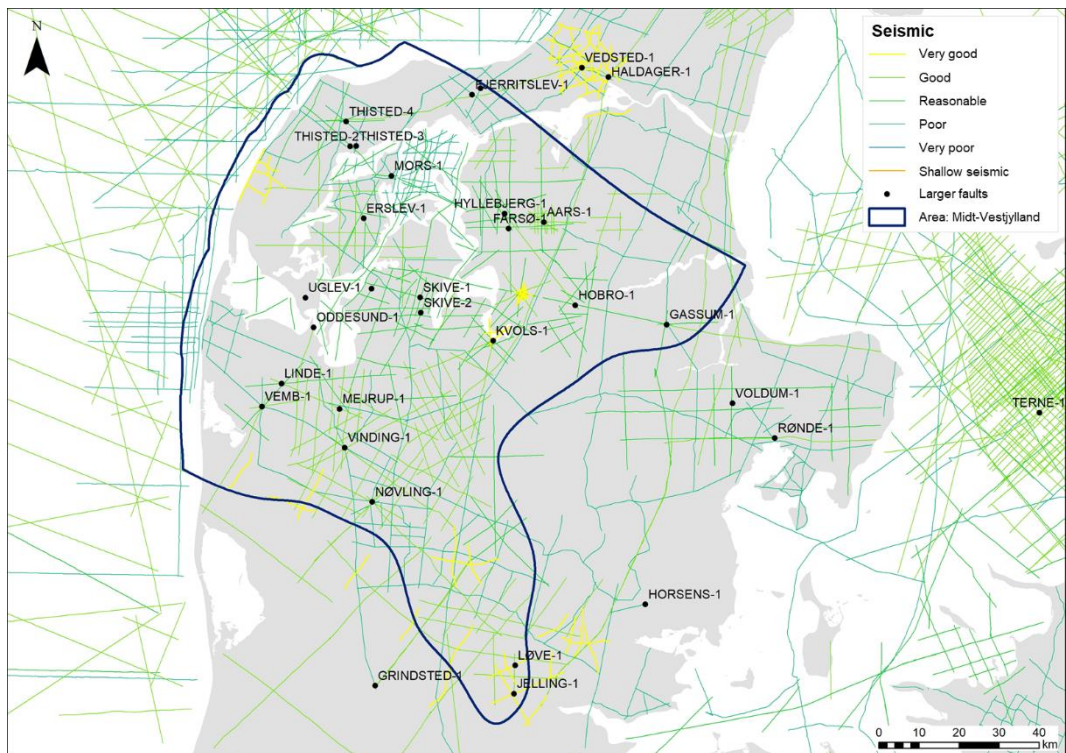 N
VEDSTED-1
HALDAGER-1
FJERRITSLEV-1
THISTED-4
THISTED-2
THISTED-3
MORS-1
HYLLEBJERG-1
ERSLEV-1
FARSØ-1
AARS-1
UGLEV-1
SKIVE-1
SKIVE-2
HOBRO-1
ODDESUND-1
GASSUM-1
KVOLS-1
LINDE-1
VEMB-1
MEJRUP-1
VOLDUM-1
TERNE-1
RØNDE-1
VINDING-1
NØVLING-1
HORSENS-1
LØVE-1
GRINDSTED-1
JELLING-1
Seismic
Very good
Good
Reasonable
Poor
Very poor
Shallow seismic
Larger faults
Area: Midt-Vestjylland
0 10 20 30 40
km